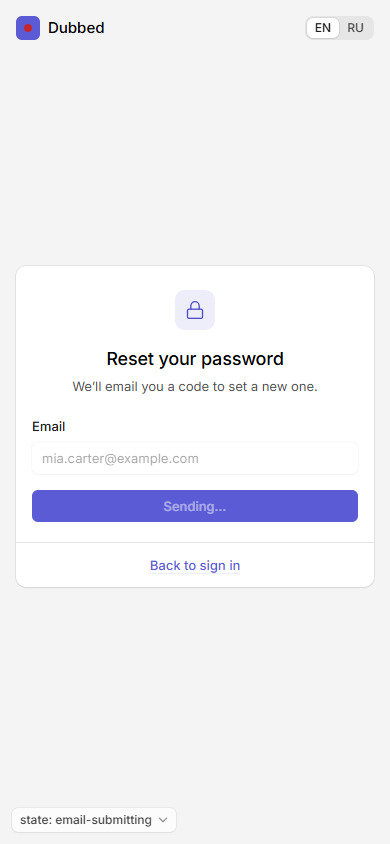 Dubbed
EN RU
Reset your password
We'll email you a code to set a new one.
Email
mia.carter@example.com
Sending...
Back to sign in
state: email-submitting